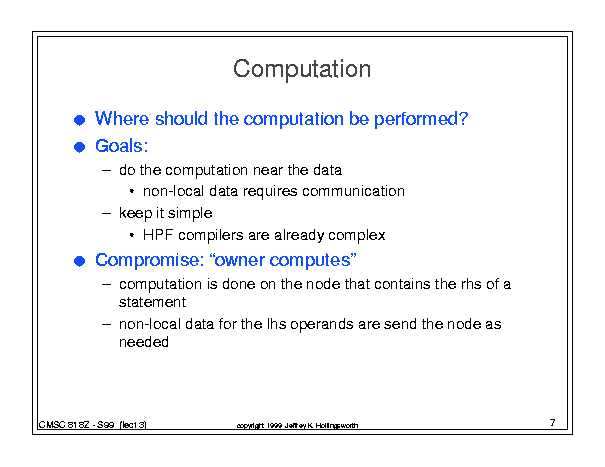 Computation
● Where should the computation be performed?
● Goals:
– do the computation near the data
• non-local data requires communication
– keep it simple
• HPF compilers are already complex
● Compromise: “owner computes”
– computation is done on the node that contains the rhs of a
statement
– non-local data for the lhs operands are send the node as
needed
CMSC 818Z - S99 (lect 3)
copyright 1999 Jeffrey K. Hollingsworth
7